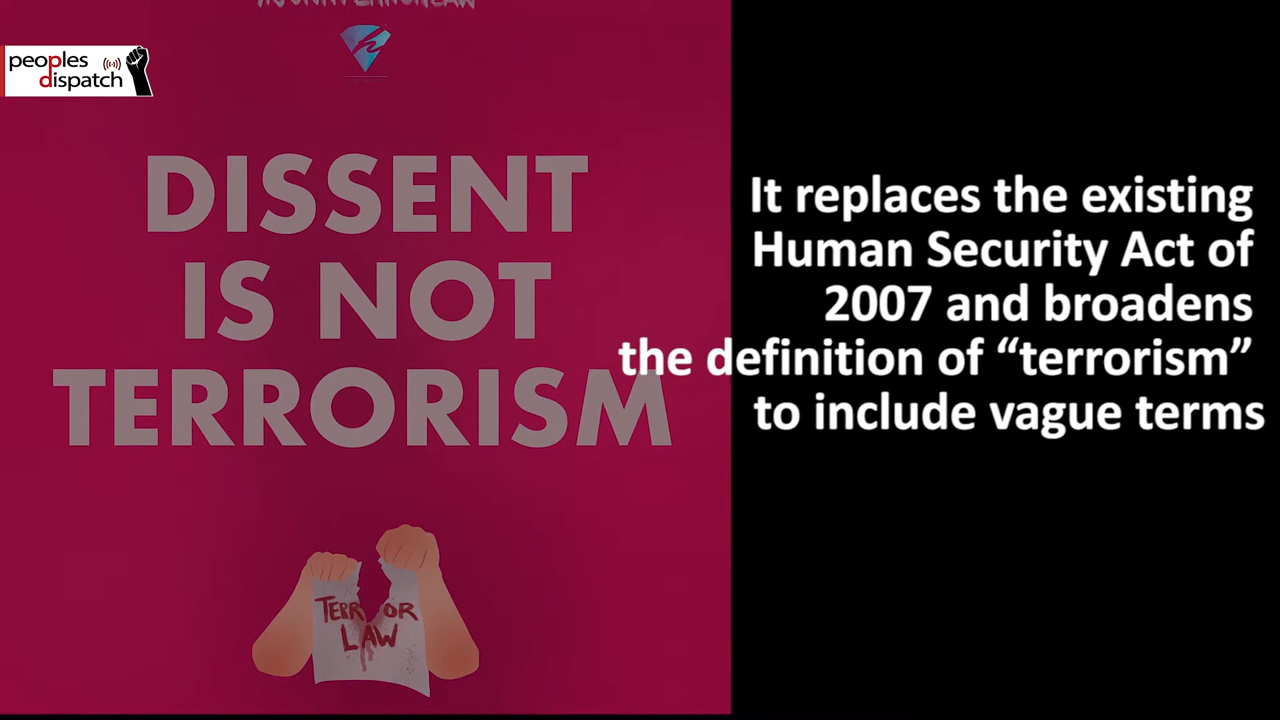 peoples
dispatch
DISSENT
IS NOT
TERRORISM
TERROR
LAW
It replaces the existing
Human Security Act of
2007 and broadens
the definition of “terrorism”
to include vague terms